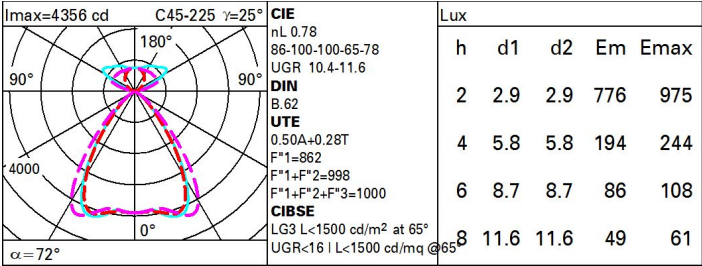 Imax=4356 cd C45-225 γ=25°
180°
90° 90°
4000
0°
α=72°
CIE
nL 0.78
86-100-100-65-78
UGR 10.4-11.6
DIN
B.62
UTE
0.50A+0.28T
F"1=862
F"1+F"2=998
F"1+F"2+F"3=1000
CIBSE
LG3 L<1500 cd/m² at 65°
UGR<16 | L<1500 cd/mq @65°
Lux
h d1 d2 Em Emax
2 2.9 2.9 776 975
4 5.8 5.8 194 244
6 8.7 8.7 86 108
8 11.6 11.6 49 61